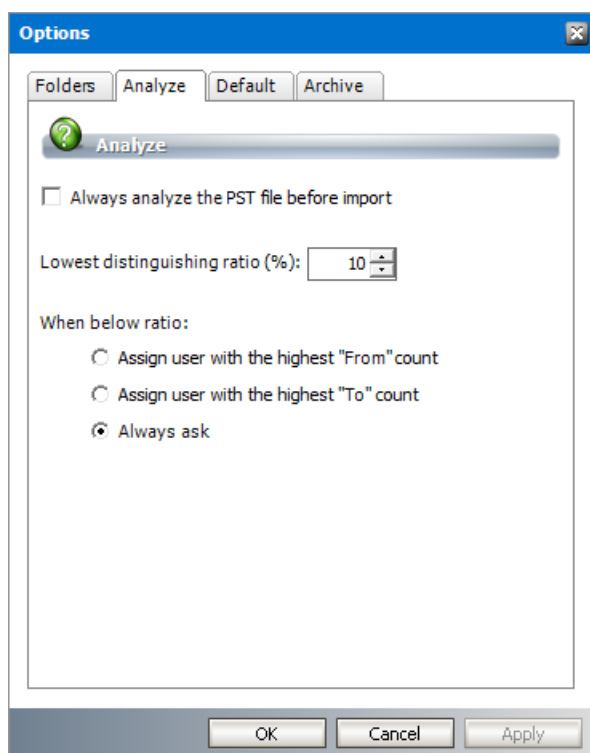 Options
Folders Analyze Default Archive
Analyze
Always analyze the PST file before import
Lowest distinguishing ratio (%): 10
When below ratio:
Assign user with the highest "From" count
Assign user with the highest "To" count
Always ask
OK Cancel Apply